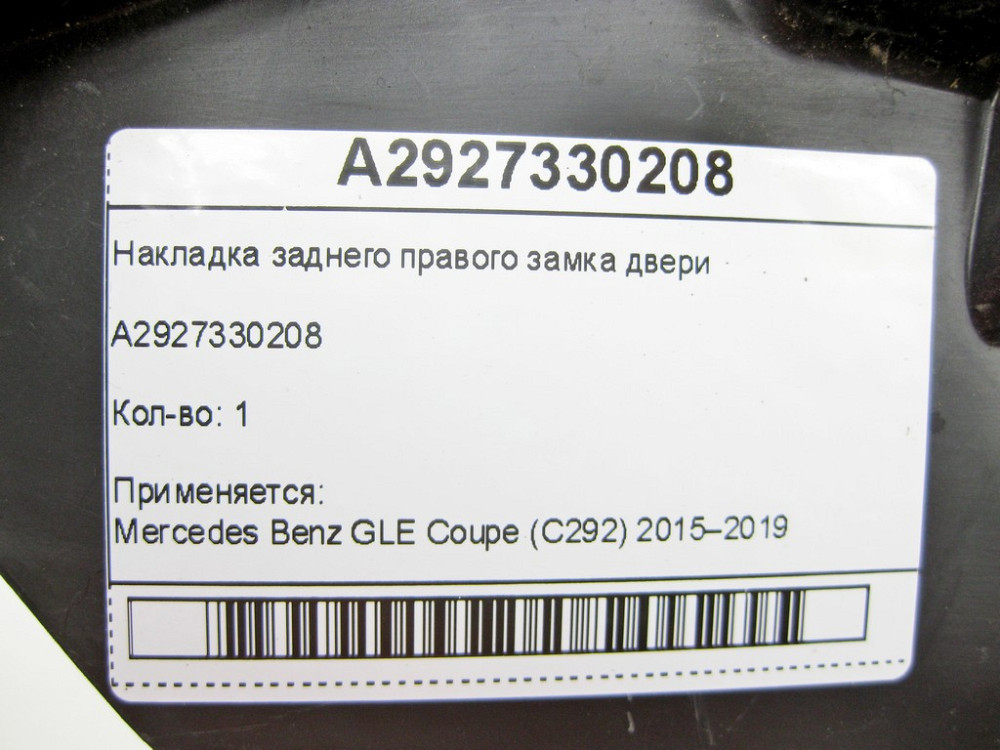 A2927330208
Накладка заднего правого замка двери
A2927330208
Кол-во: 1
Применяется:
Mercedes Benz GLE Coupe (C292) 2015–2019